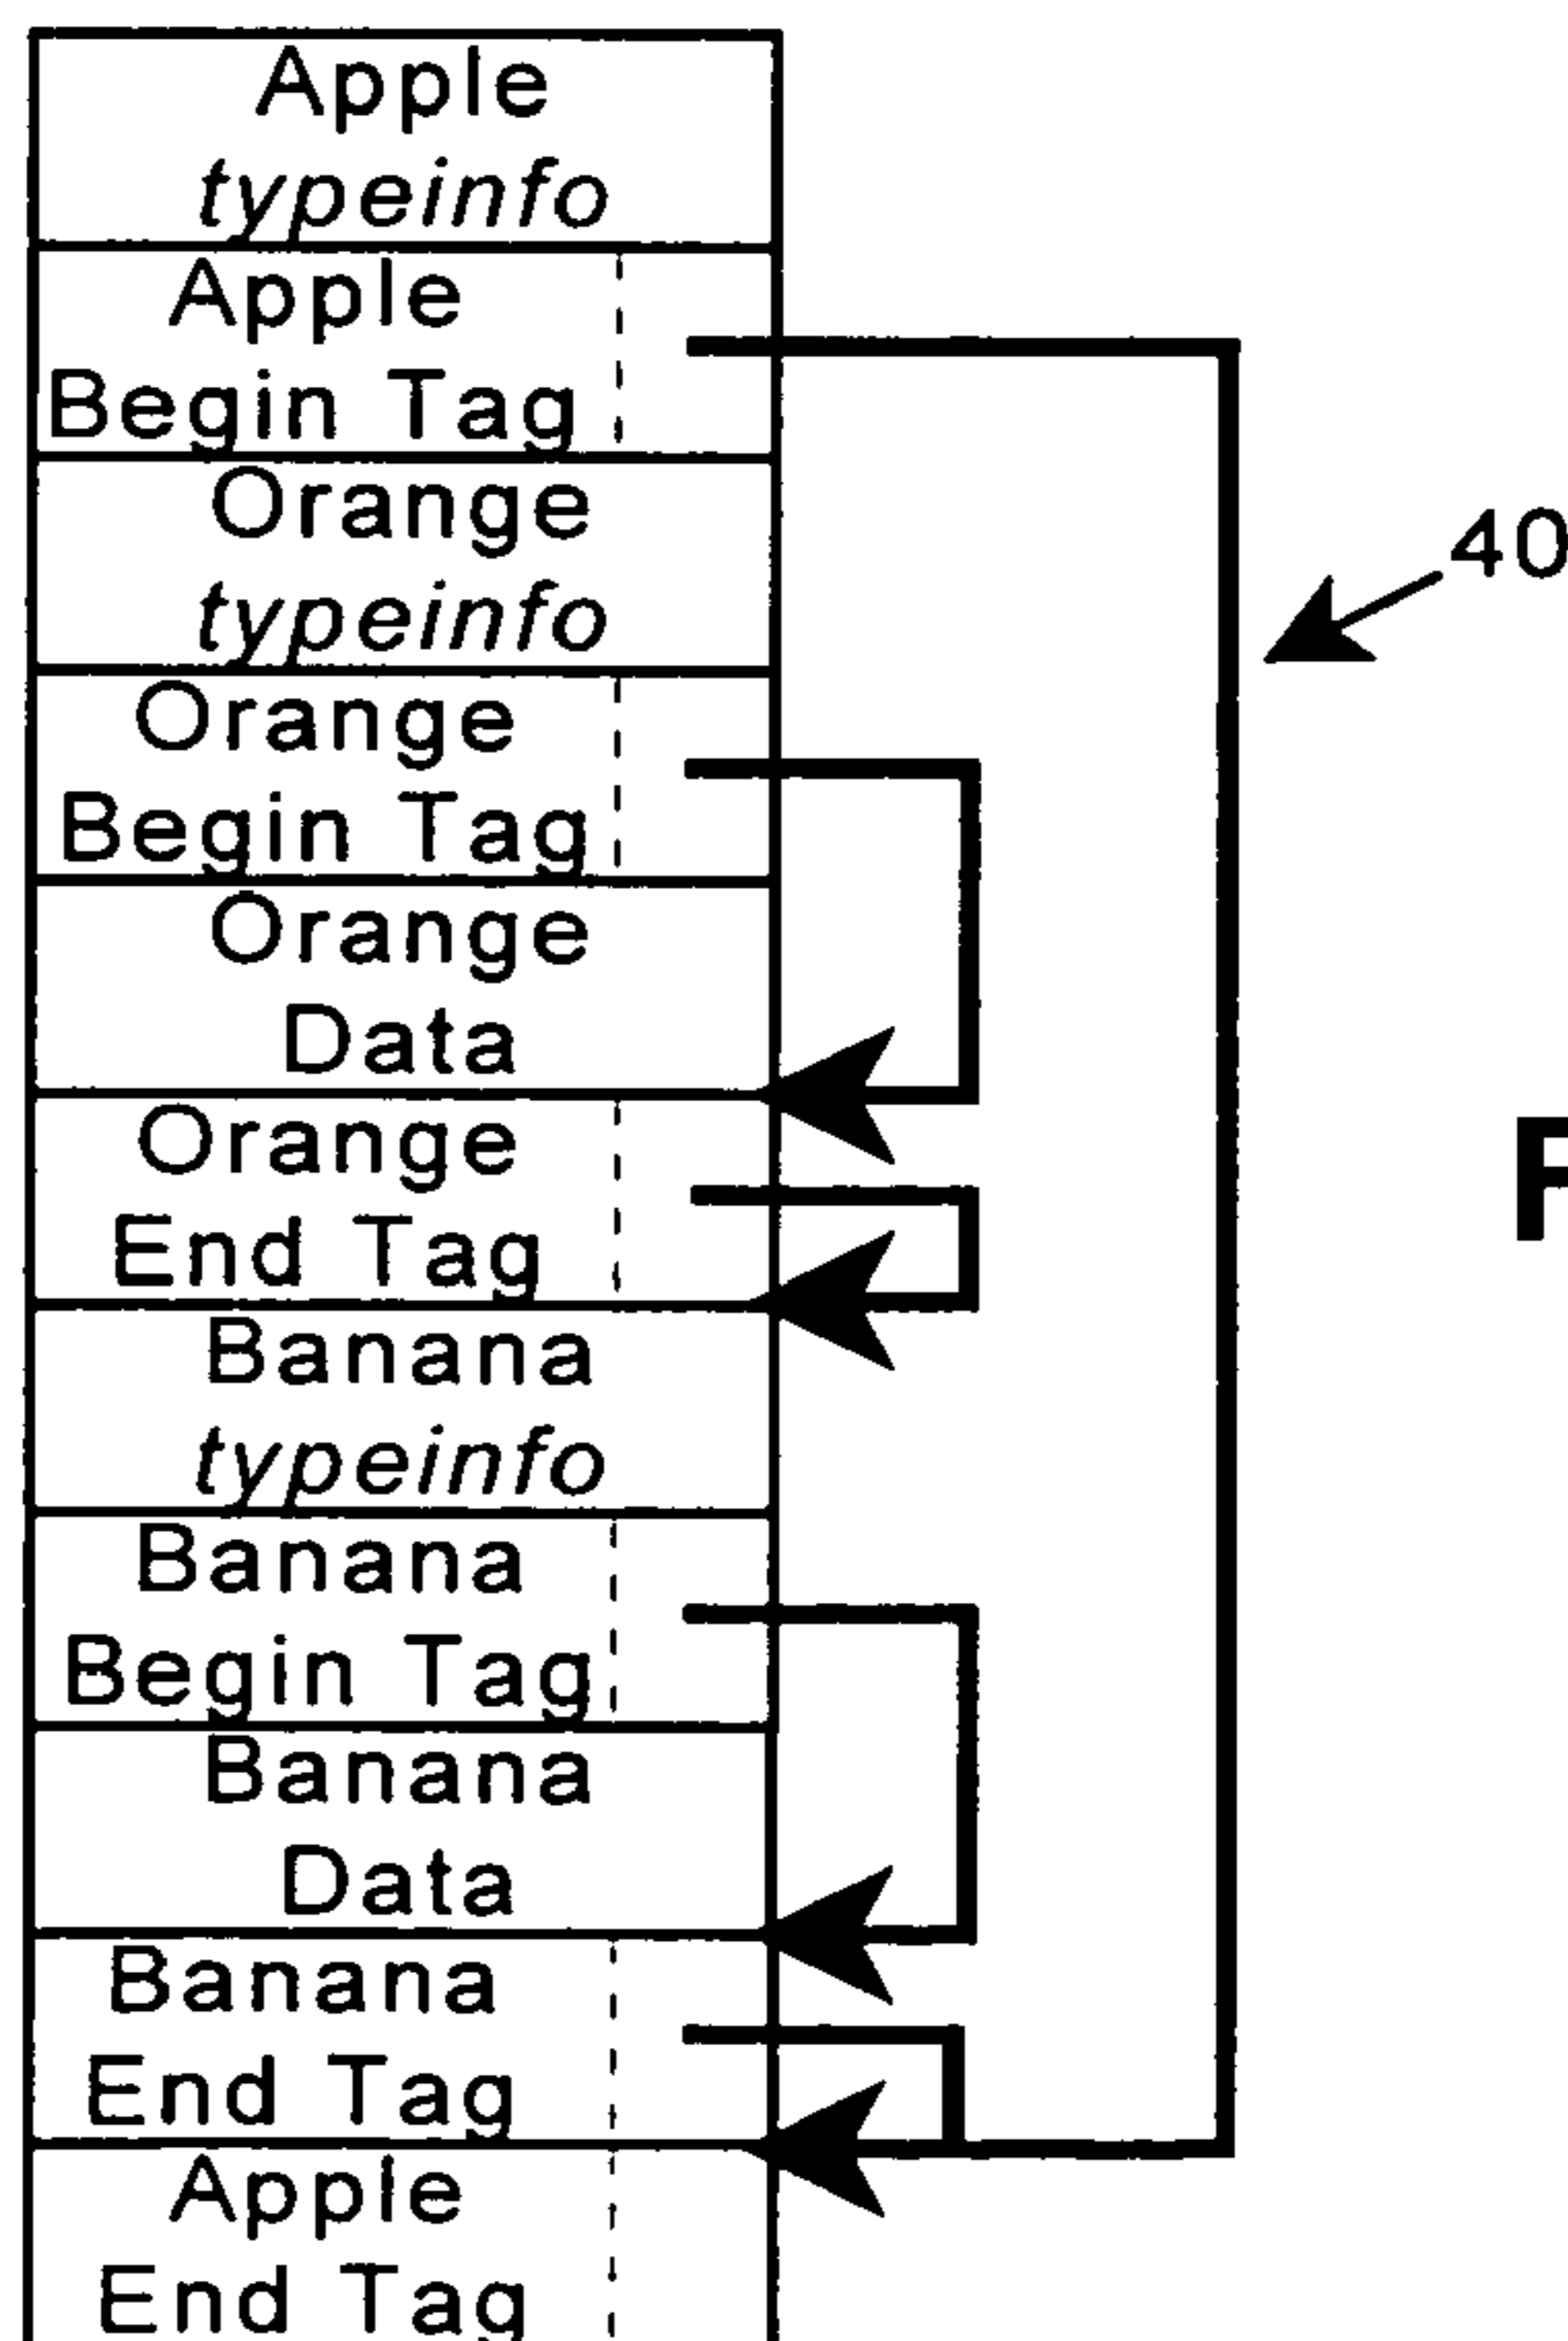 Apple
typeinfo
Apple
Begin Tag
Orange
typeinfo
40
Orange
Begin Tag
Orange
Data
Orange
End Tag
Banana
typeinfo
Banana
Begin Tag
Banana
Data
Banana
End Tag
Apple
End Tag